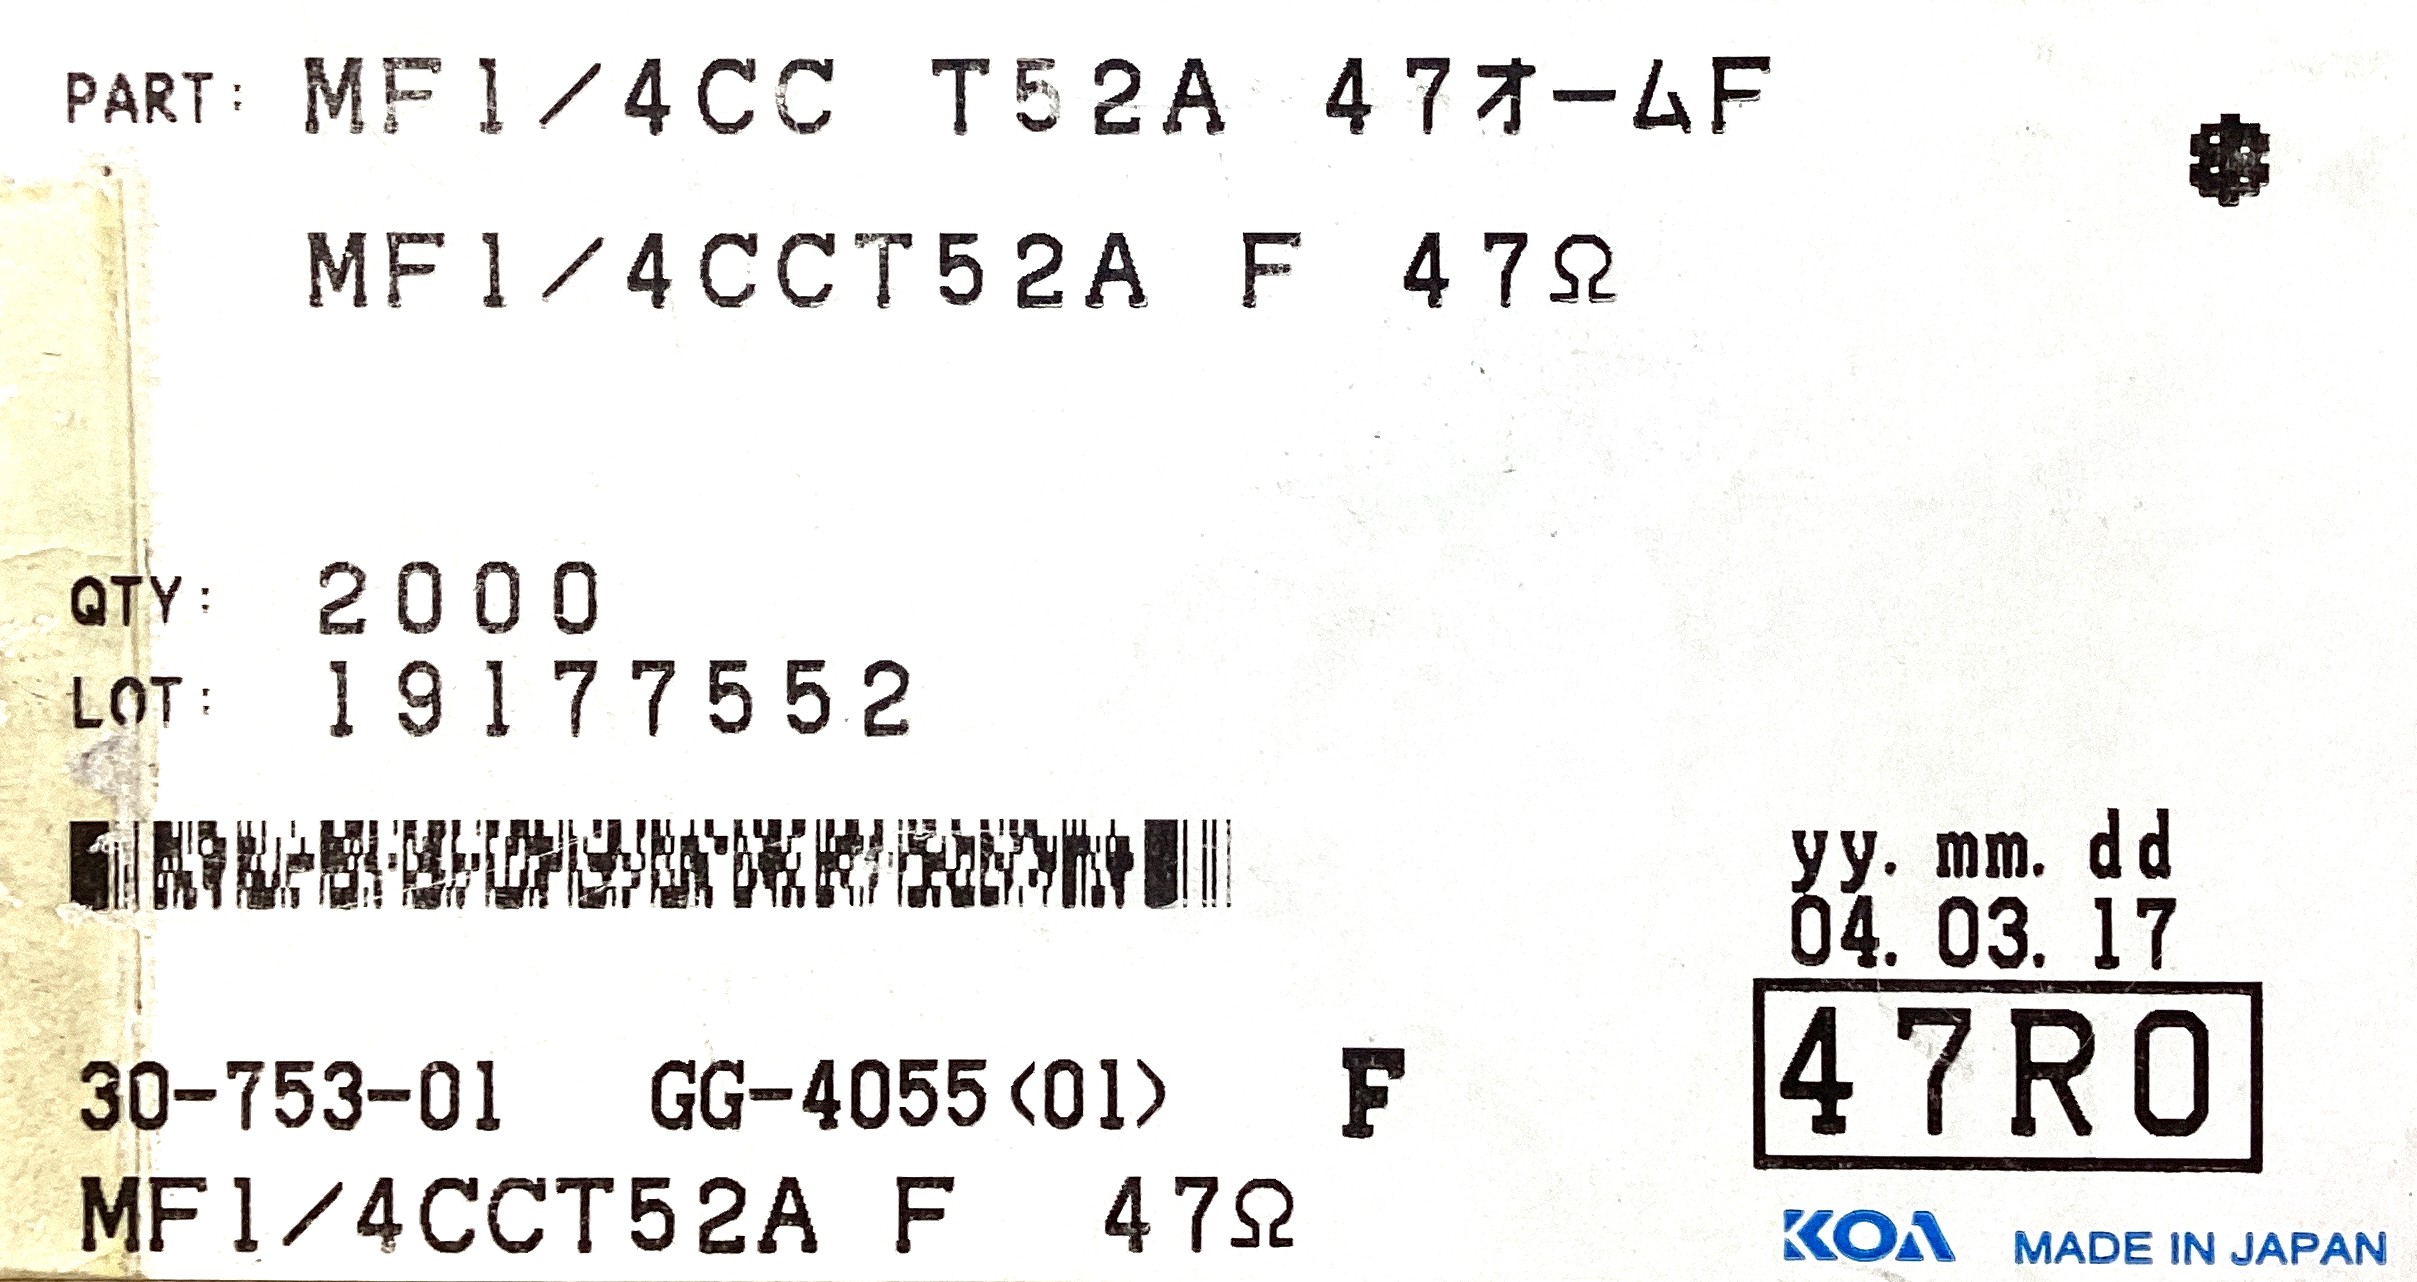 PART: MF1/4CC T52A 47オームF
*
MF1/4CCT52A F 47Ω
QTY: 2000
LOT: 19177552
yy. mm. dd
04. 03. 17
47R0
30-753-01 GG-4055(01) F
MF1/4CCT52A F 47Ω
KOA MADE IN JAPAN